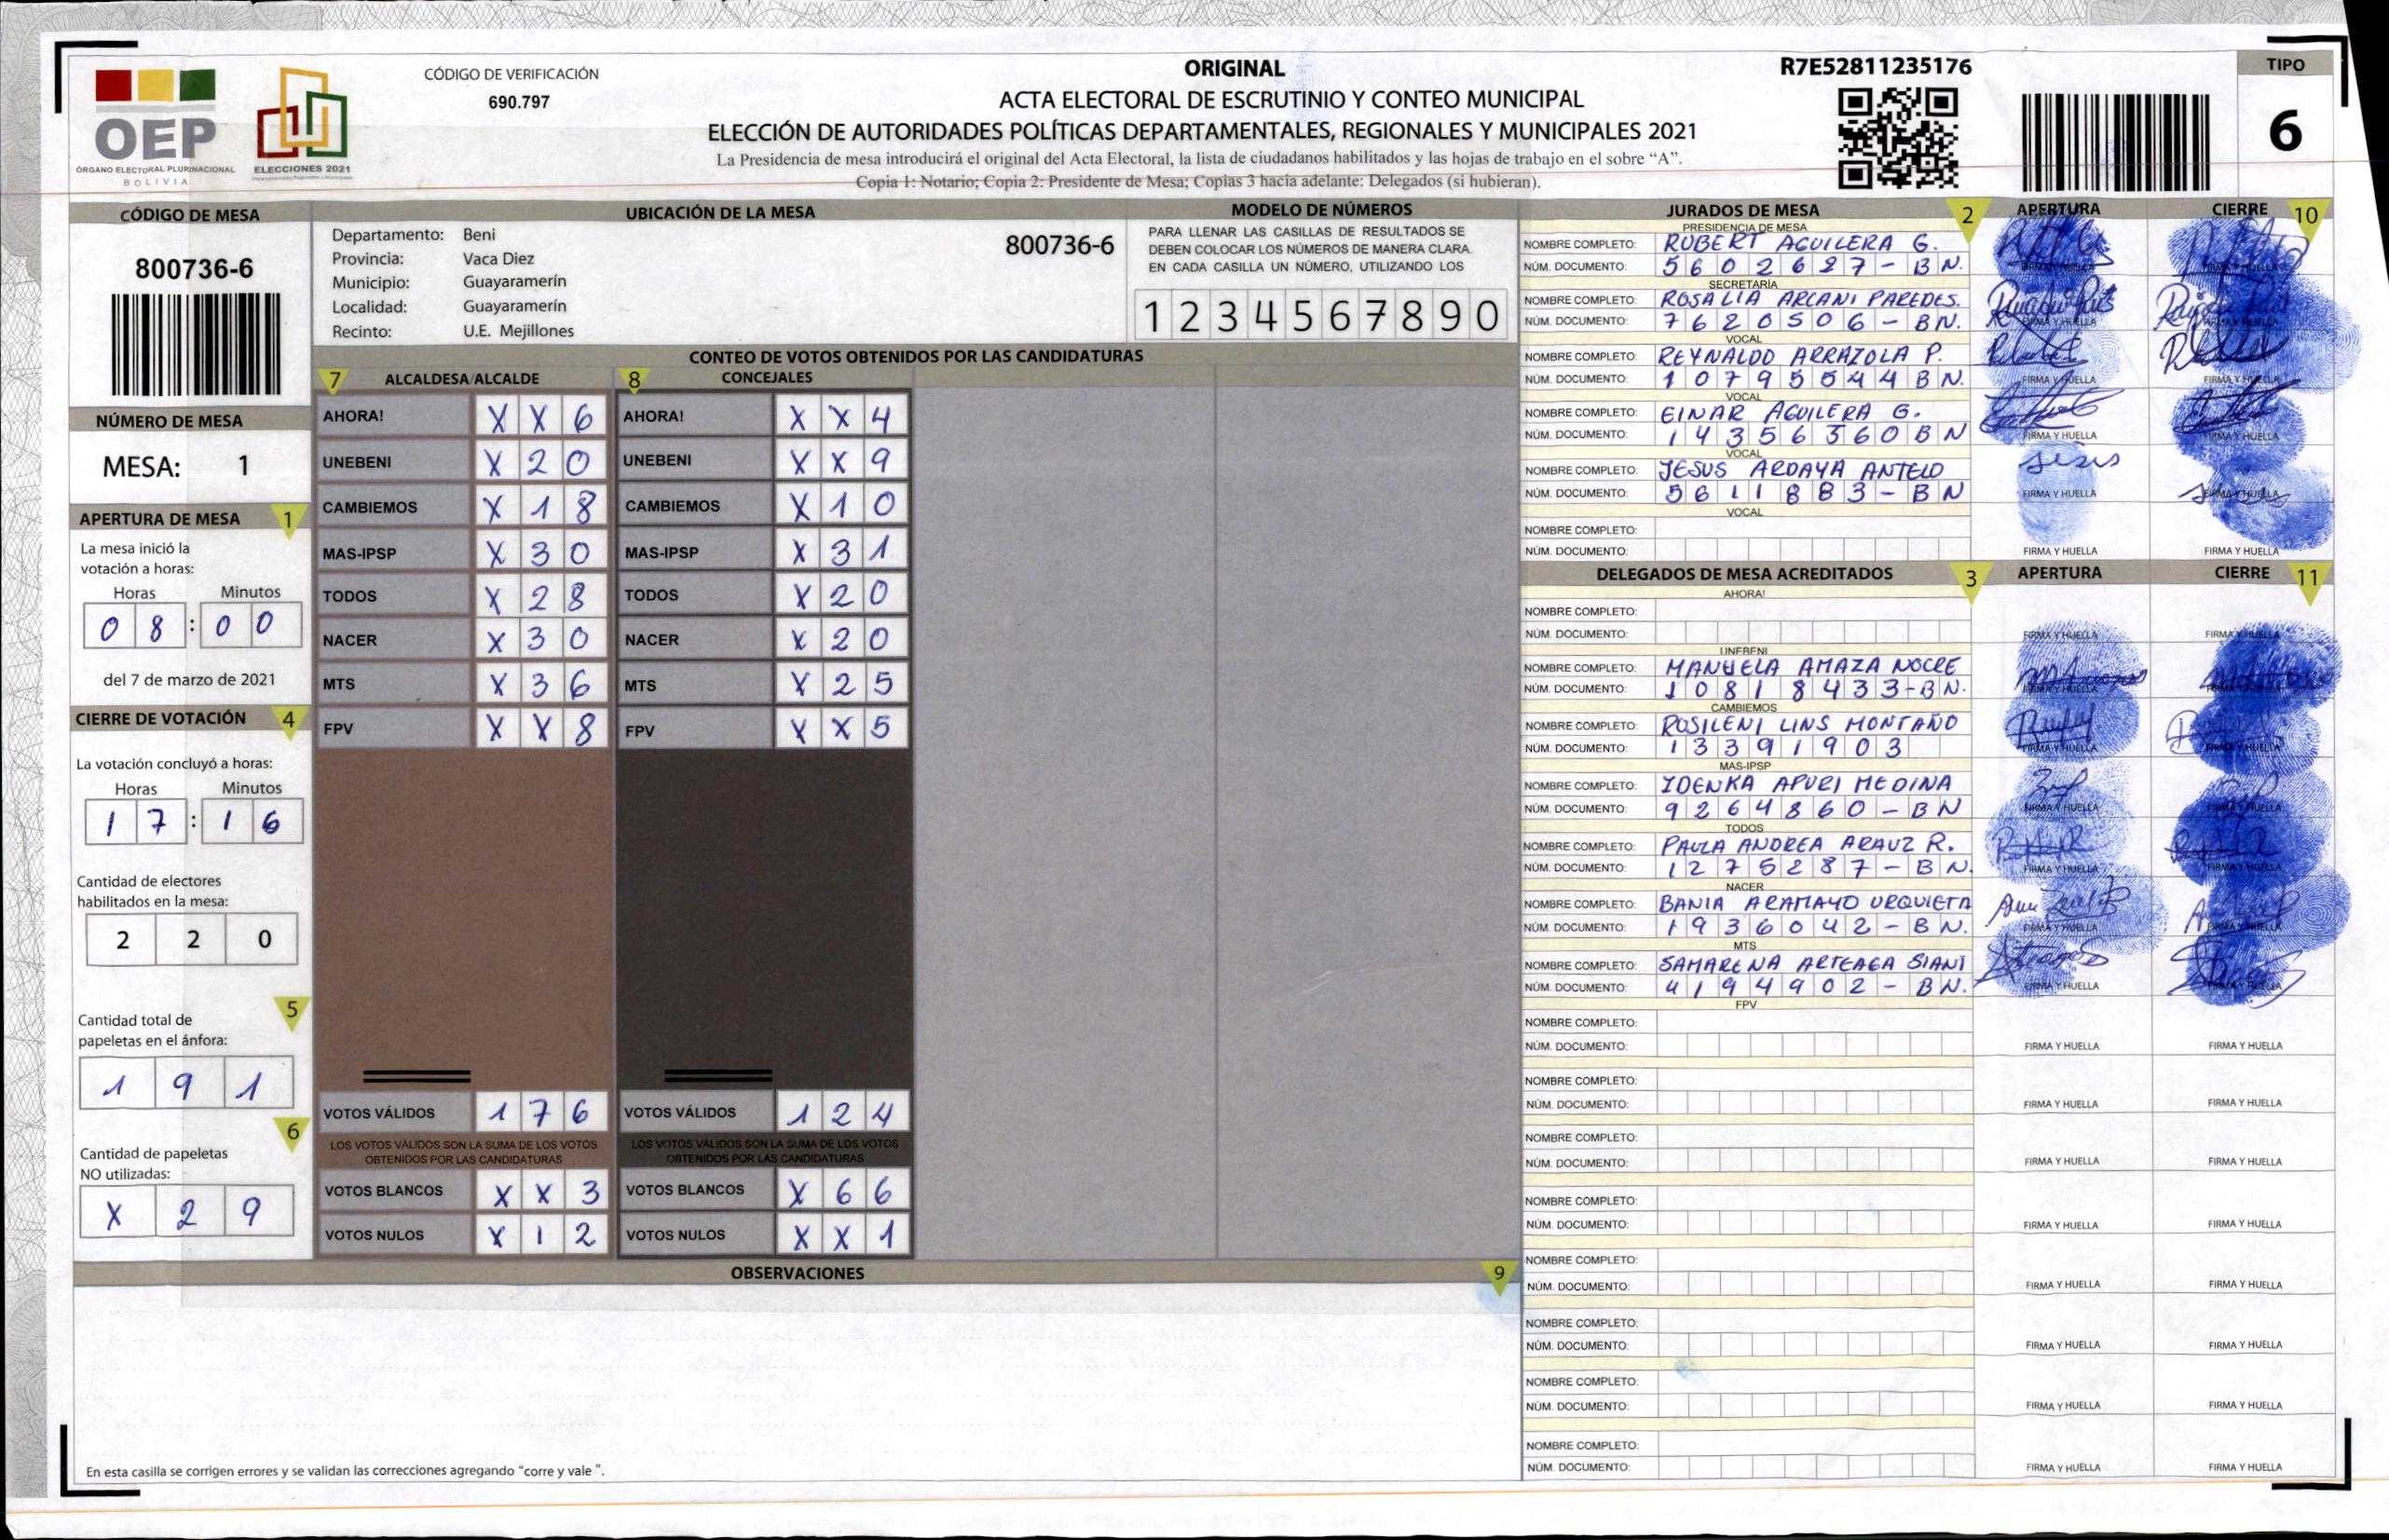 ORIGINAL
R7E52811235176
TIPO
6
CÓDIGO DE VERIFICACIÓN
690.797
OEP
ÓRGANO ELECTORAL PLURINACIONAL
BOLIVIA
ELECCIONES 2021
ACTA ELECTORAL DE ESCRUTINIO Y CONTEO MUNICIPAL
ELECCIÓN DE AUTORIDADES POLÍTICAS DEPARTAMENTALES, REGIONALES Y MUNICIPALES 2021
La Presidencia de mesa introducirá el original del Acta Electoral, la lista de ciudadanos habilitados y las hojas de trabajo en el sobre “A”.
Copia 1: Notario; Copia 2: Presidente de Mesa; Copias 3 hacia adelante: Delegados (si hubieran).
CÓDIGO DE MESA
800736-6
NÚMERO DE MESA
MESA: 1
APERTURA DE MESA 1
La mesa inició la
votación a horas:
Horas Minutos
0 8 : 0 0
del 7 de marzo de 2021
CIERRE DE VOTACIÓN 4
La votación concluyó a horas:
Horas Minutos
1 7 : 1 6
Cantidad de electores
habilitados en la mesa:
2 2 0
5
Cantidad total de
papeletas en el ánfora:
1 9 1
6
Cantidad de papeletas
NO utilizadas:
X 2 9
UBICACIÓN DE LA MESA
Departamento: Beni
Provincia: Vaca Diez
Municipio: Guayaramerín
Localidad: Guayaramerín
Recinto: U.E. Mejillones
800736-6
MODELO DE NÚMEROS
PARA LLENAR LAS CASILLAS DE RESULTADOS SE
DEBEN COLOCAR LOS NÚMEROS DE MANERA CLARA.
EN CADA CASILLA UN NÚMERO, UTILIZANDO LOS
1 2 3 4 5 6 7 8 9 0
CONTEO DE VOTOS OBTENIDOS POR LAS CANDIDATURAS
7 ALCALDESA/ALCALDE
AHORA! X X 6
UNEBENI X 2 0
CAMBIEMOS X 1 8
MAS-IPSP X 3 0
TODOS X 2 8
NACER X 3 0
MTS X 3 6
FPV X X 8
VOTOS VÁLIDOS 1 7 6
LOS VOTOS VÁLIDOS SON LA SUMA DE LOS VOTOS
OBTENIDOS POR LAS CANDIDATURAS
VOTOS BLANCOS X X 3
VOTOS NULOS X 1 2
8 CONCEJALES
AHORA! X X 4
UNEBENI X X 9
CAMBIEMOS X 1 0
MAS-IPSP X 3 1
TODOS X 2 0
NACER X 2 0
MTS X 2 5
FPV X X 5
VOTOS VÁLIDOS 1 2 4
LOS VOTOS VÁLIDOS SON LA SUMA DE LOS VOTOS
OBTENIDOS POR LAS CANDIDATURAS
VOTOS BLANCOS X 6 6
VOTOS NULOS X X 1
OBSERVACIONES 9
En esta casilla se corrigen errores y se validan las correcciones agregando “corre y vale ”.
JURADOS DE MESA 2 APERTURA CIERRE 10
PRESIDENCIA DE MESA
NOMBRE COMPLETO: RUBERT AGUILERA G.
NÚM. DOCUMENTO: 5602627-BN.
FIRMA Y HUELLA FIRMA Y HUELLA
SECRETARÍA
NOMBRE COMPLETO: ROSALIA ARCANI PAREDES.
NÚM. DOCUMENTO: 7620506-BN.
FIRMA Y HUELLA FIRMA Y HUELLA
VOCAL
NOMBRE COMPLETO: REYNALDO ARRAZOLA P.
NÚM. DOCUMENTO: 10795544BN.
FIRMA Y HUELLA FIRMA Y HUELLA
VOCAL
NOMBRE COMPLETO: EINAR AGUILERA G.
NÚM. DOCUMENTO: 14356360BN
FIRMA Y HUELLA FIRMA Y HUELLA
VOCAL
NOMBRE COMPLETO: JESUS ARDAYA ANTELO
NÚM. DOCUMENTO: 5611883-BN
FIRMA Y HUELLA FIRMA Y HUELLA
VOCAL
NOMBRE COMPLETO:
NÚM. DOCUMENTO:
FIRMA Y HUELLA FIRMA Y HUELLA
DELEGADOS DE MESA ACREDITADOS 3 APERTURA CIERRE 11
AHORA!
NOMBRE COMPLETO:
NÚM. DOCUMENTO:
FIRMA Y HUELLA FIRMA Y HUELLA
UNEBENI
NOMBRE COMPLETO: MANUELA AMAZA NOCRE
NÚM. DOCUMENTO: 10818433-BN.
FIRMA Y HUELLA FIRMA Y HUELLA
CAMBIEMOS
NOMBRE COMPLETO: ROSILENI LINS MONTAÑO
NÚM. DOCUMENTO: 13391903
FIRMA Y HUELLA FIRMA Y HUELLA
MAS-IPSP
NOMBRE COMPLETO: ZDENKA APURI MEDINA
NÚM. DOCUMENTO: 9264860-BN
FIRMA Y HUELLA FIRMA Y HUELLA
TODOS
NOMBRE COMPLETO: PAULA ANDREA ARAUZ R.
NÚM. DOCUMENTO: 1275287-BN.
FIRMA Y HUELLA FIRMA Y HUELLA
NACER
NOMBRE COMPLETO: BANIA ARAMAYO URQUIETA
NÚM. DOCUMENTO: 1936042-BN.
FIRMA Y HUELLA FIRMA Y HUELLA
MTS
NOMBRE COMPLETO: SAMARENA ARTEAGA SIANI
NÚM. DOCUMENTO: 4194902-BN.
FIRMA Y HUELLA FIRMA Y HUELLA
FPV
NOMBRE COMPLETO:
NÚM. DOCUMENTO: FIRMA Y HUELLA FIRMA Y HUELLA
NOMBRE COMPLETO:
NÚM. DOCUMENTO: FIRMA Y HUELLA FIRMA Y HUELLA
NOMBRE COMPLETO:
NÚM. DOCUMENTO: FIRMA Y HUELLA FIRMA Y HUELLA
NOMBRE COMPLETO:
NÚM. DOCUMENTO: FIRMA Y HUELLA FIRMA Y HUELLA
NOMBRE COMPLETO:
NÚM. DOCUMENTO: FIRMA Y HUELLA FIRMA Y HUELLA
NOMBRE COMPLETO:
NÚM. DOCUMENTO: FIRMA Y HUELLA FIRMA Y HUELLA
NOMBRE COMPLETO:
NÚM. DOCUMENTO: FIRMA Y HUELLA FIRMA Y HUELLA
NOMBRE COMPLETO:
NÚM. DOCUMENTO: FIRMA Y HUELLA FIRMA Y HUELLA